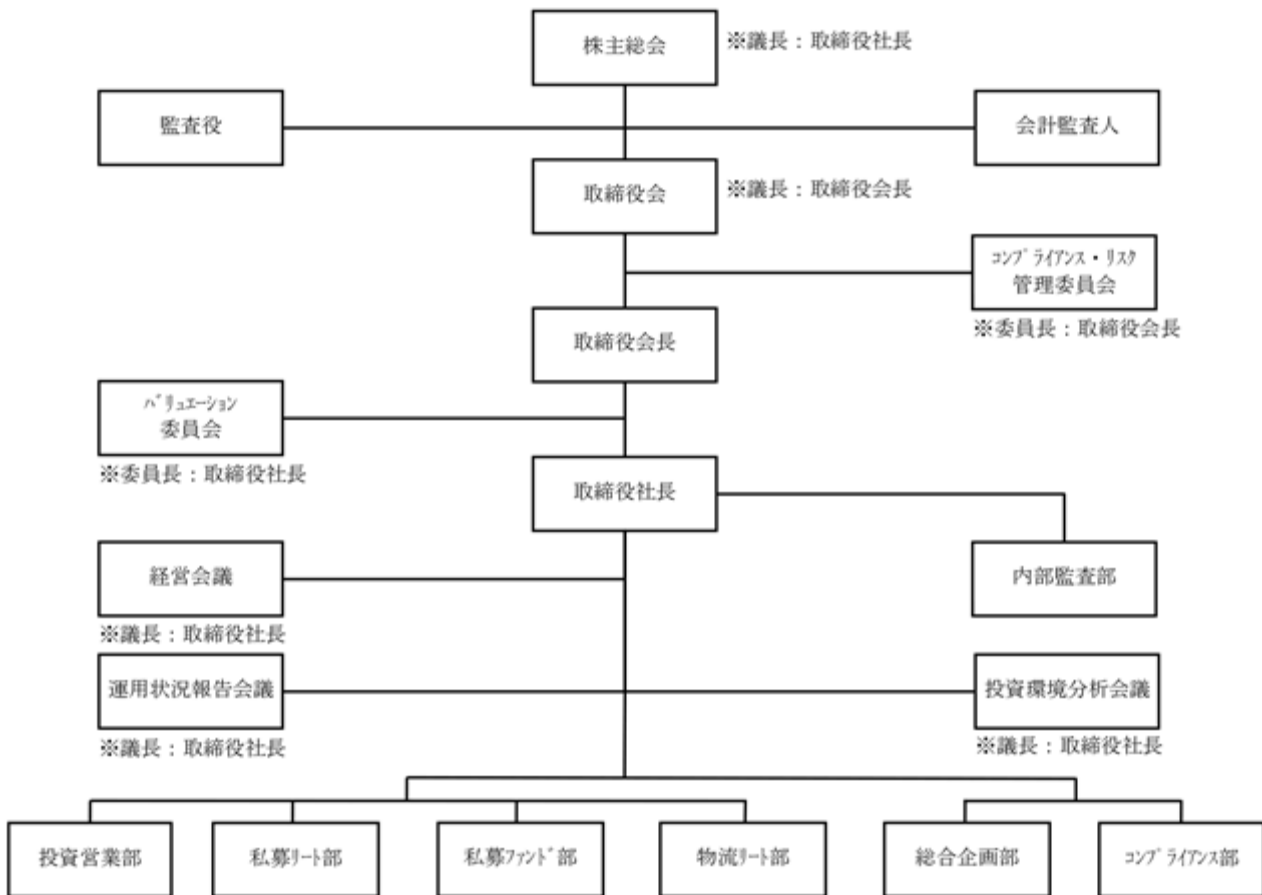 株主総会
※議長：取締役社長
監査役
会計監査人
取締役会
※議長：取締役会長
ｺﾝﾌﾟﾗｲｱﾝｽ・ﾘｽｸ
管理委員会
※委員長：取締役会長
取締役会長
ﾊﾞﾘｭｴｰｼｮﾝ
委員会
※委員長：取締役社長
取締役社長
経営会議
※議長：取締役社長
内部監査部
運用状況報告会議
※議長：取締役社長
投資環境分析会議
※議長：取締役社長
投資営業部
私募ﾘｰﾄ部
私募ﾌｧﾝﾄﾞ部
物流ﾘｰﾄ部
総合企画部
ｺﾝﾌﾟﾗｲｱﾝｽ部